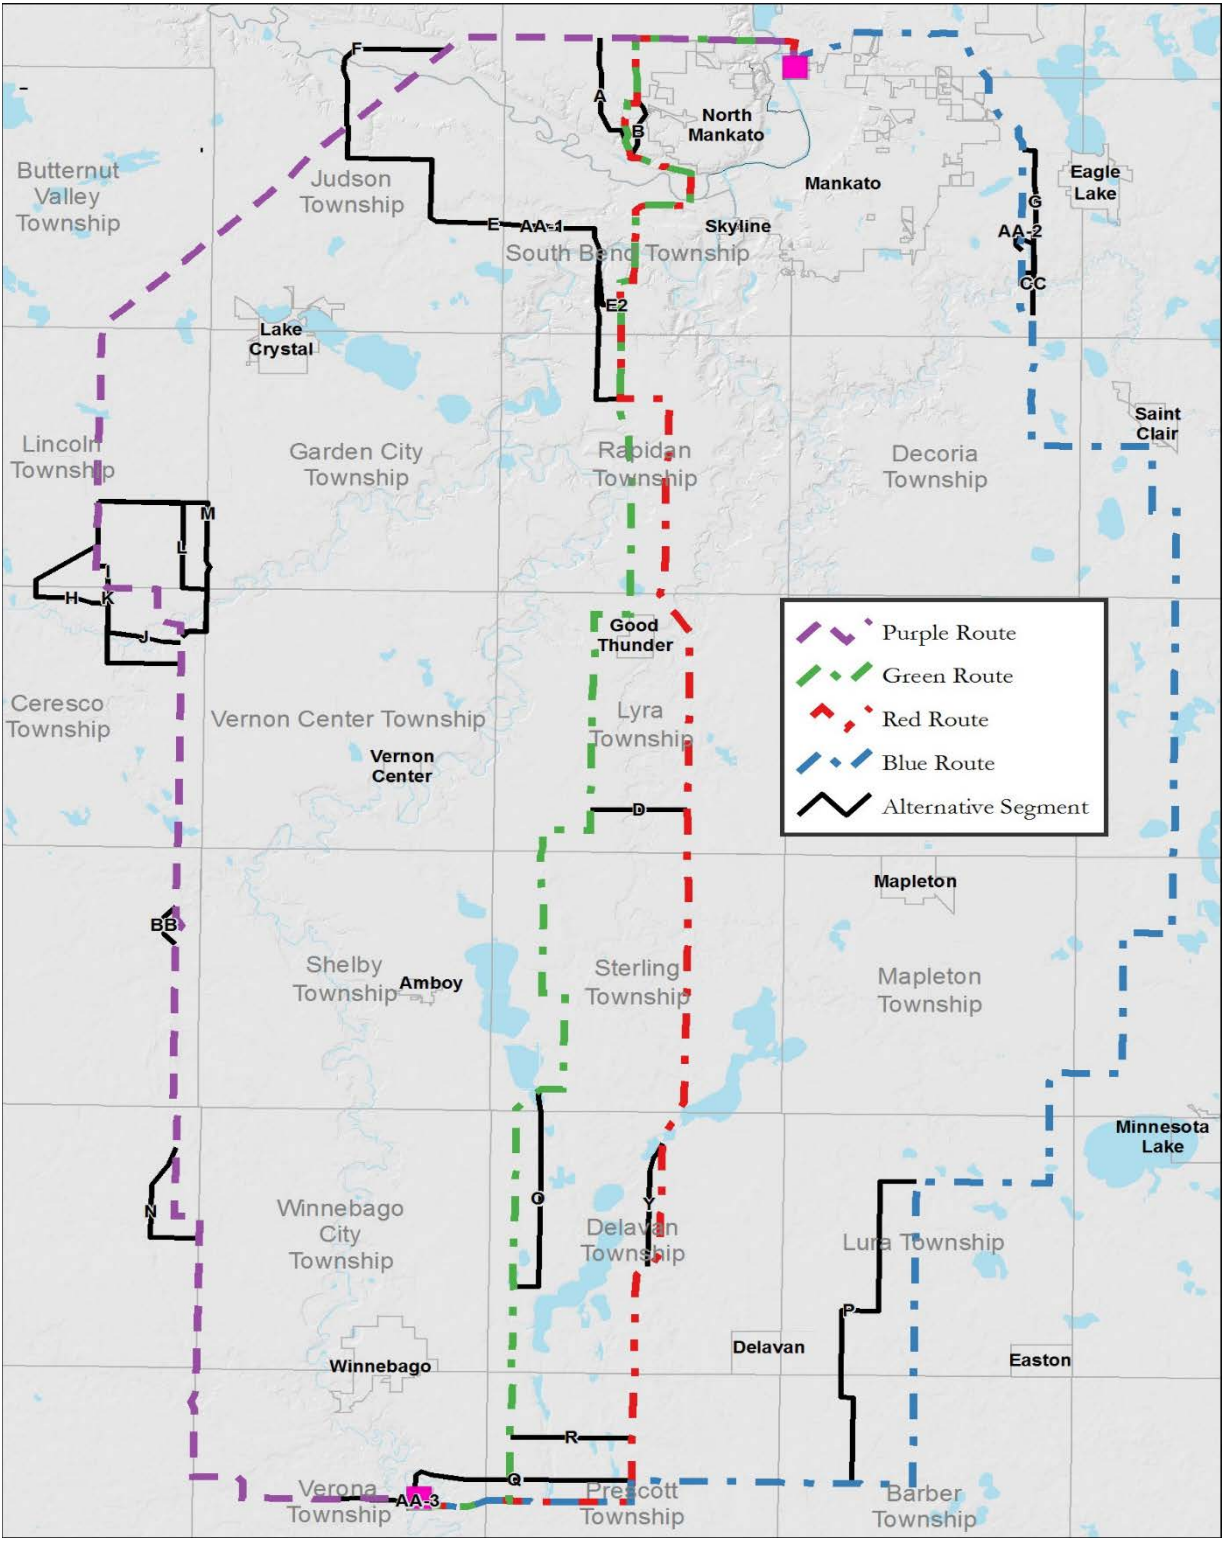 F
A
North
Mankato
B
Butternut
Valley
Township
Judson
Township
Mankato
Eagle
Lake
G
E
AA-1
Skyline
AA-2
South Bend Township
CC
E2
Lake
Crystal
Saint
Clair
Lincoln
Township
Garden City
Township
Rapidan
Township
Decoria
Township
M
L
I
H
K
J
Good
Thunder
Purple Route
Green Route
Red Route
Blue Route
Alternative Segment
Ceresco
Township
Vernon Center Township
Lyra
Township
Vernon
Center
D
Mapleton
BB
Shelby
Township
Amboy
Sterling
Township
Mapleton
Township
Minnesota
Lake
N
Winnebago
City
Township
O
Y
Delavan
Township
Lura Township
P
Winnebago
Delavan
Easton
R
Q
Verona
Township
AA-3
Prescott
Township
Barber
Township